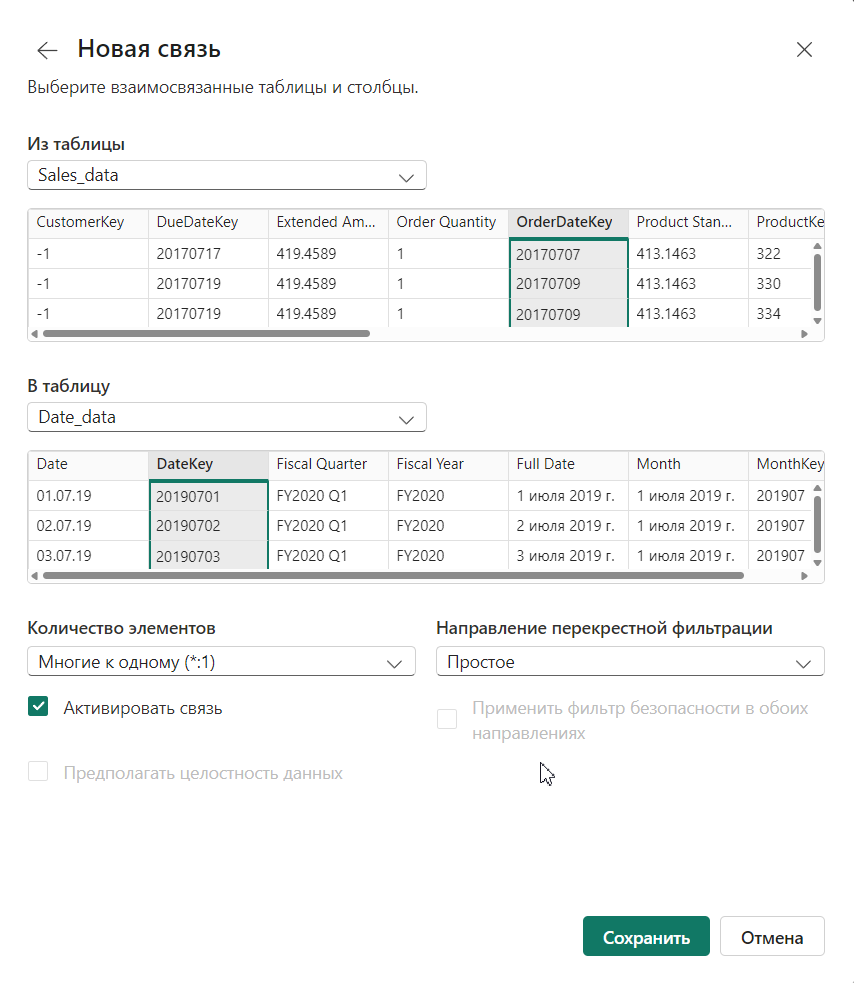 Новая связь
Выберите взаимосвязанные таблицы и столбцы.
Из таблицы
Sales_data
CustomerKey DueDateKey Extended Am... Order Quantity OrderDateKey Product Stan... ProductKe
-1 20170717 419.4589 1 20170707 413.1463 322
-1 20170719 419.4589 1 20170709 413.1463 330
-1 20170719 419.4589 1 20170709 413.1463 334
В таблицу
Date_data
Date DateKey Fiscal Quarter Fiscal Year Full Date Month MonthKey
01.07.19 20190701 FY2020 Q1 FY2020 1 июля 2019 г. 1 июля 2019 г. 201907
02.07.19 20190702 FY2020 Q1 FY2020 2 июля 2019 г. 1 июля 2019 г. 201907
03.07.19 20190703 FY2020 Q1 FY2020 3 июля 2019 г. 1 июля 2019 г. 201907
Количество элементов
Многие к одному (*:1)
Активировать связь
Предполагать целостность данных
Направление перекрестной фильтрации
Простое
Применить фильтр безопасности в обоих
направлениях
Сохранить
Отмена